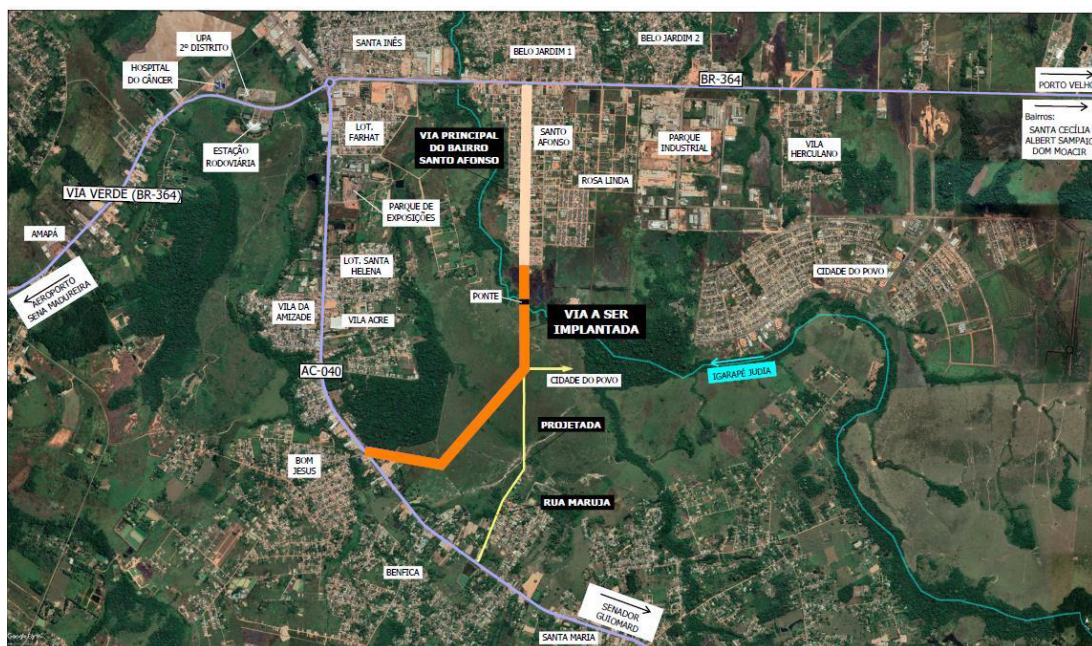 UPA
2º DISTRITO
SANTA INÊS
BELO JARDIM 1
BELO JARDIM 2
HOSPITAL
DO CÂNCER
BR-364
PORTO VELHO
Bairros:
SANTA CECÍLIA
ALBERT SAMPAIO
DOM MOACIR
ESTAÇÃO
RODOVIÁRIA
LOT.
FARHAT
VIA PRINCIPAL
DO BAIRRO
SANTO AFONSO
SANTO
AFONSO
PARQUE
INDUSTRIAL
VILA
HERCULANO
ROSA LINDA
VIA VERDE (BR-364)
PARQUE DE
EXPOSIÇÕES
AMAPÁ
LOT. SANTA
HELENA
CIDADE DO POVO
AEROPORTO
SENA MADUREIRA
PONTE
VILA DA
AMIZADE
VILA ACRE
VIA A SER
IMPLANTADA
AC-040
IGARAPÉ JUDIA
CIDADE DO POVO
PROJETADA
BOM
JESUS
RUA MARUJA
BENFICA
SENADOR
GUIOMARD
SANTA MARIA
Google Earth